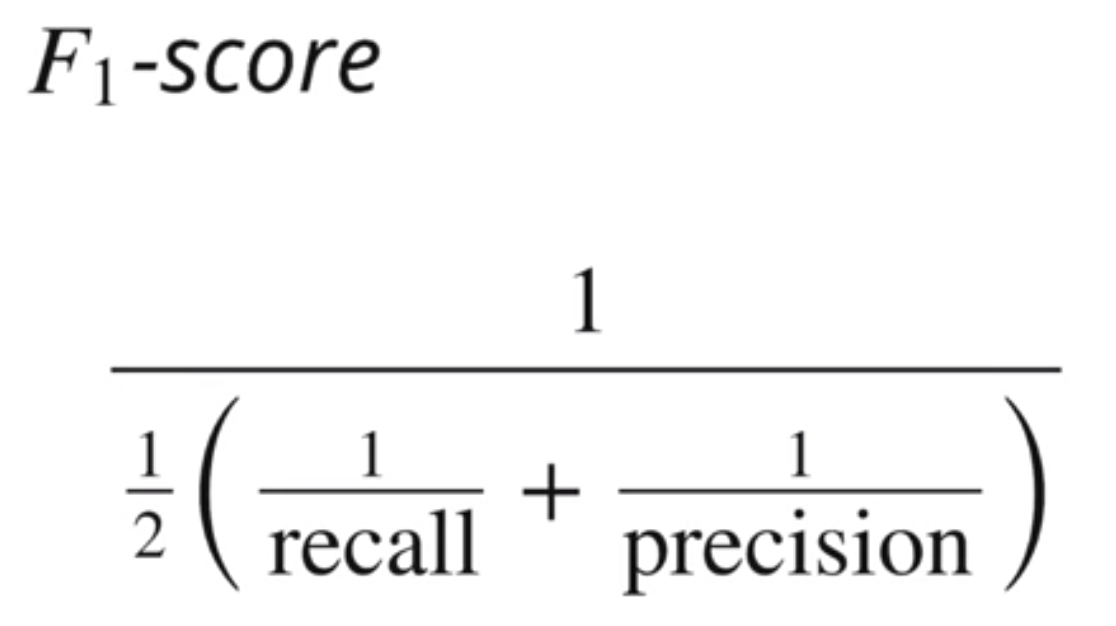 F₁-score
1
1/2 ( 1/recall + 1/precision )